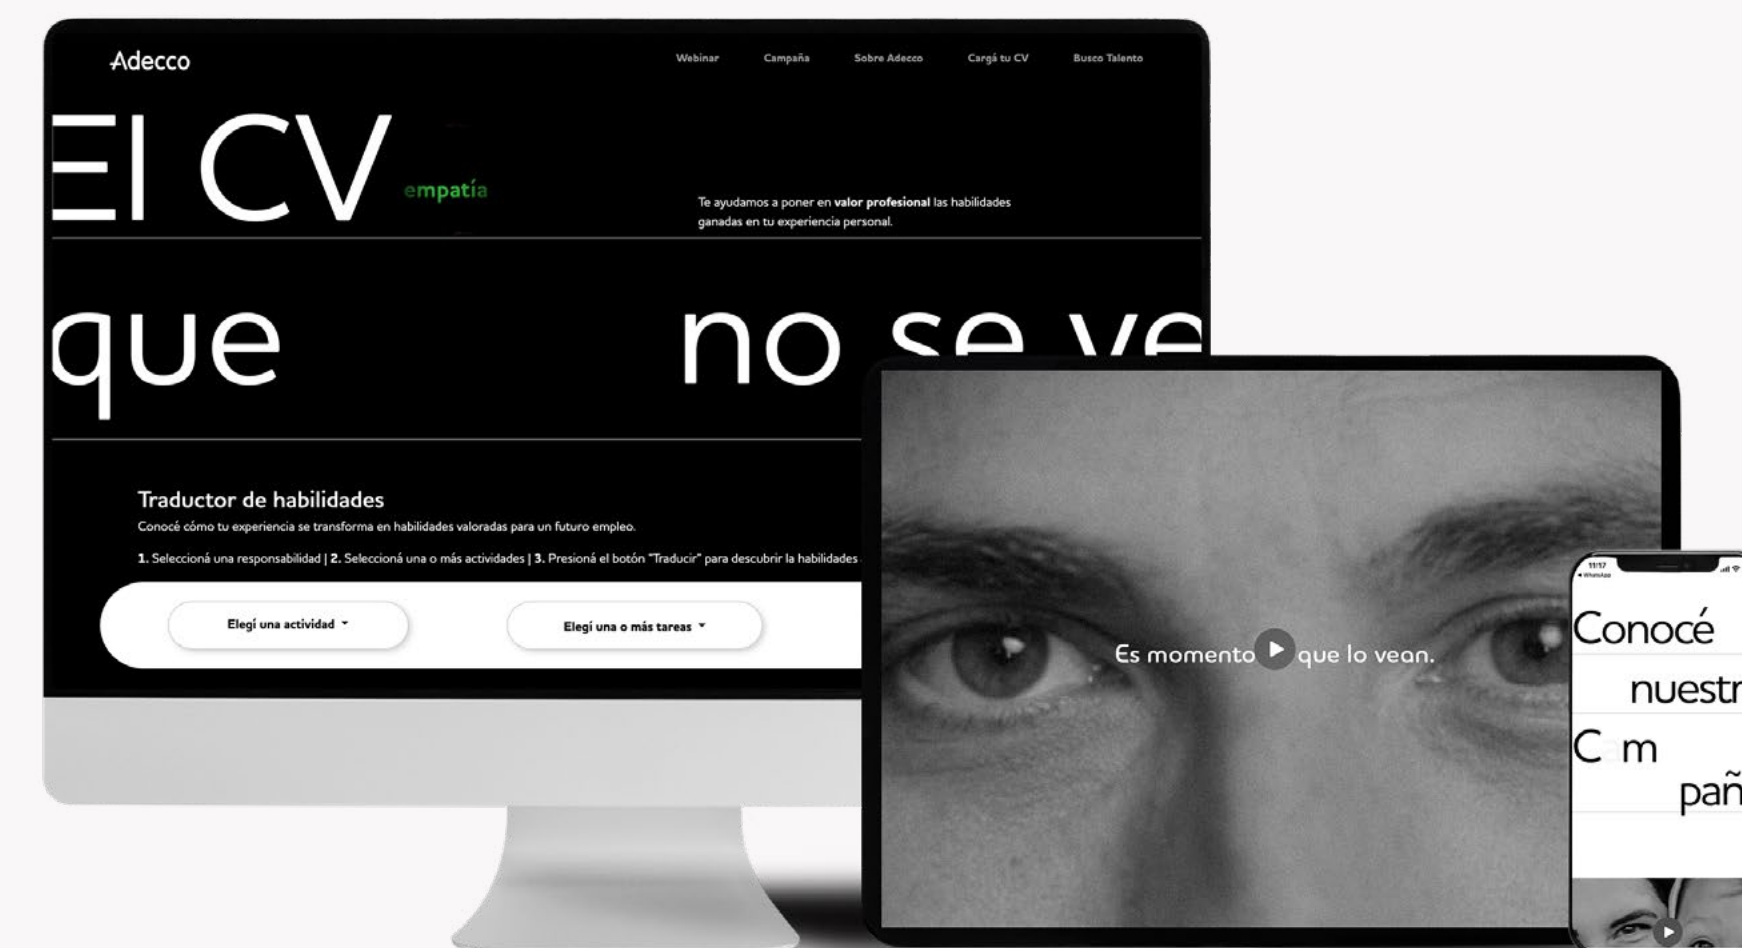 Adecco
Webinar Campaña Sobre Adecco Cargá tu CV Busco Talento
El CV
empatía
Te ayudamos a poner en valor profesional las habilidades
ganadas en tu experiencia personal.
que no se ve
Traductor de habilidades
Conocé cómo tu experiencia se transforma en habilidades valoradas para un futuro empleo.
1. Seleccioná una responsabilidad | 2. Seleccioná una o más actividades | 3. Presioná el botón "Traducir" para descubrir la habilidades
Elegí una actividad
Elegí una o más tareas
Es momento que lo vean.
11:17
WhatsApp
Conocé
nuestr
Cam
pañ